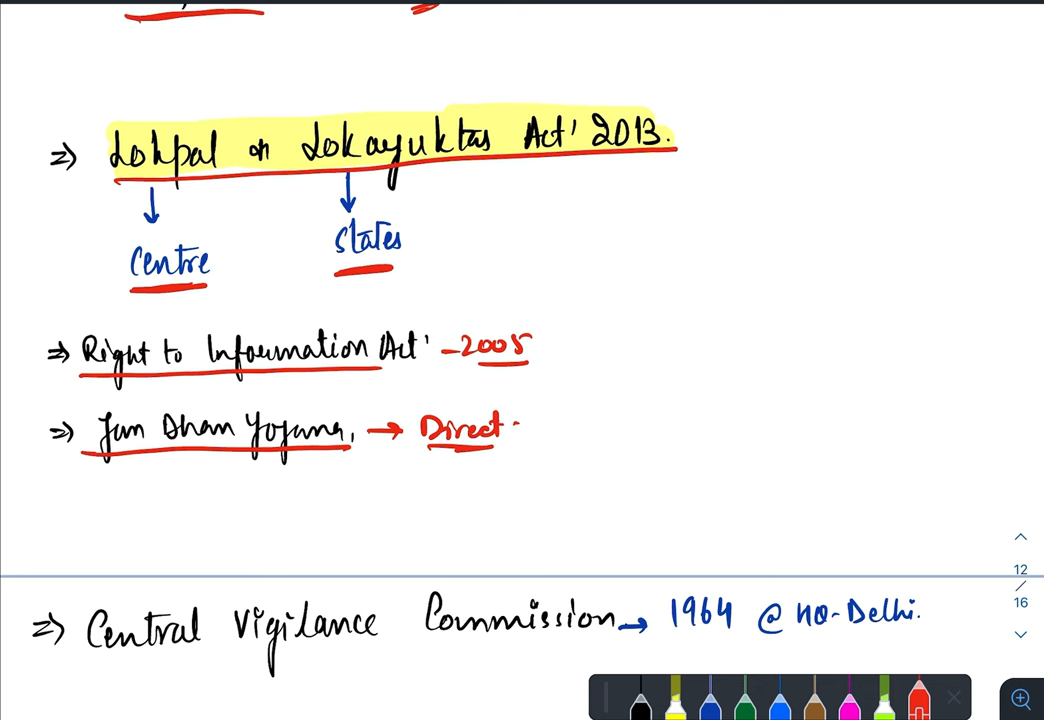 ⇒ Lokpal or Lokayuktas Act' 2013.
↓ ↓
Centre States
⇒ Right to Information Act' - 2005
⇒ Jan Dhan Yojana, → Direct.
12
/
16
⇒ Central Vigilance Commission → 1964 @ HQ-Delhi.